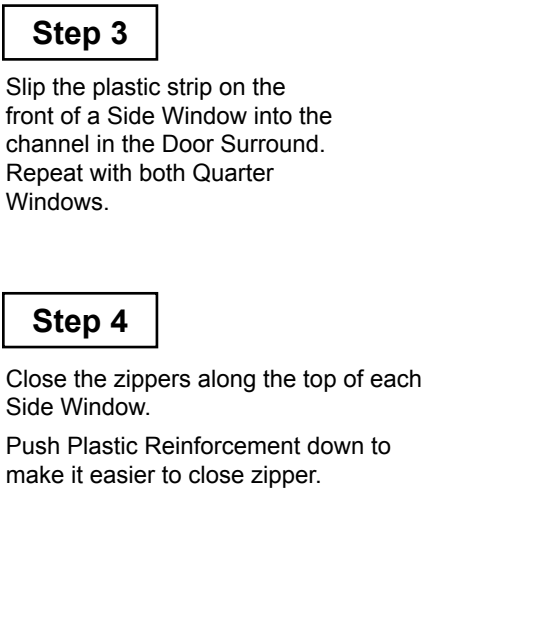 Step 3
Slip the plastic strip on the
front of a Side Window into the
channel in the Door Surround.
Repeat with both Quarter
Windows.
Step 4
Close the zippers along the top of each
Side Window.
Push Plastic Reinforcement down to
make it easier to close zipper.